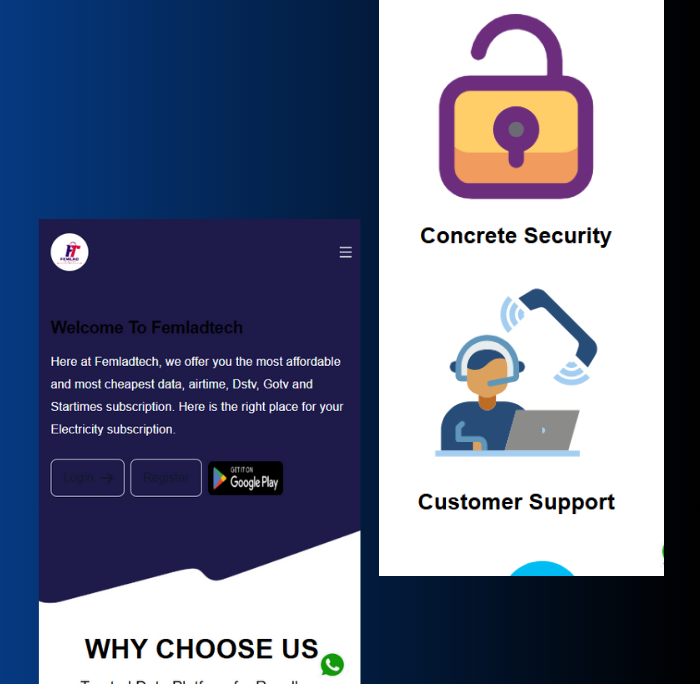 FT
FEMLAD
Welcome To Femladtech
Here at Femladtech, we offer you the most affordable
and most cheapest data, airtime, Dstv, Gotv and
Startimes subscription. Here is the right place for your
Electricity subscription.
Login
Register
GET IT ON
Google Play
WHY CHOOSE US
Concrete Security
Customer Support